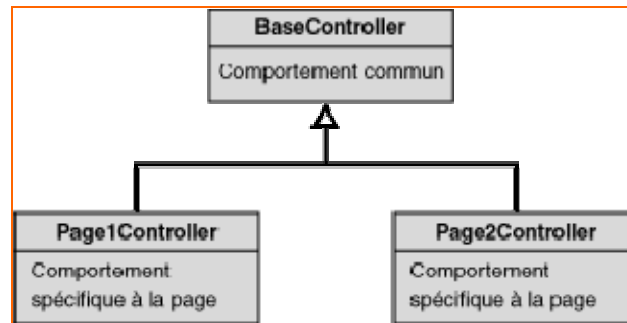 BaseController
Comportement commun
Page1Controller
Comportement
spécifique à la page
Page2Controller
Comportement
spécifique à la page